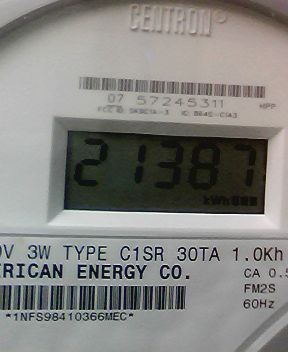 CENTRON®
07 57245311
21387
kWh
V 3W TYPE C1SR 30TA 1.0Kh
RICAN ENERGY CO.
CA 0.5
FM2S
60Hz
*1NFS98410366MEC*